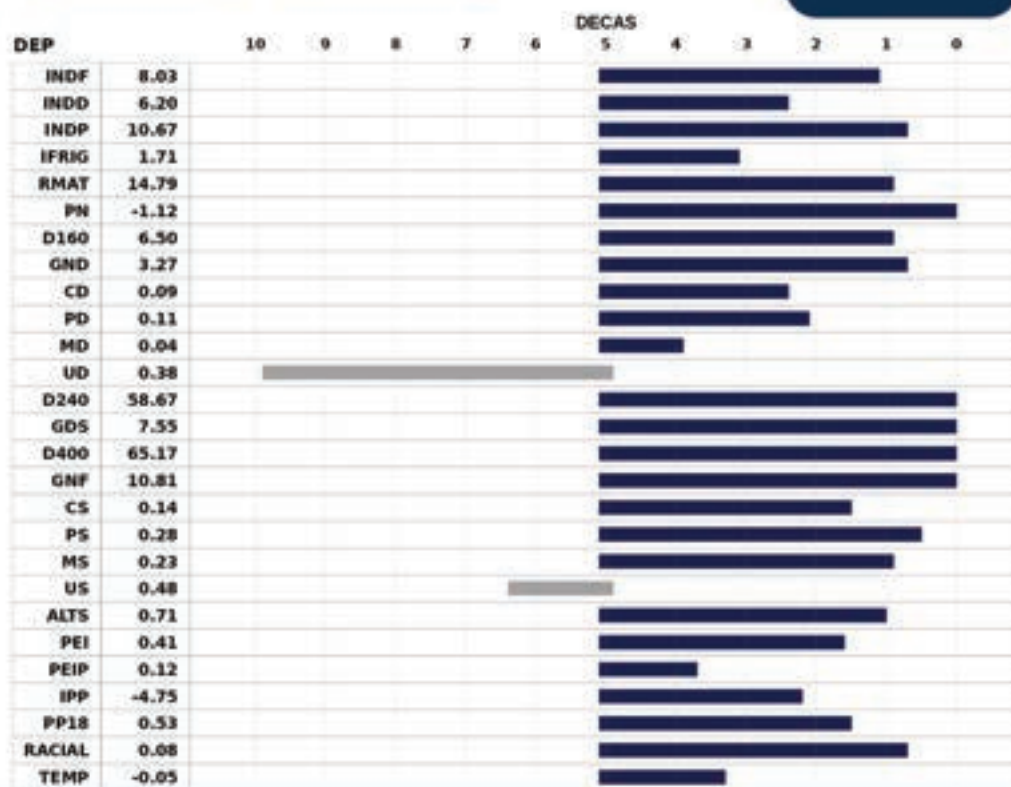 DECAS
DEP 10 9 8 7 6 5 4 3 2 1 0
INDF 8.03
INDD 6.20
INDP 10.67
IFRIG 1.71
RMAT 14.79
PN -1.12
D160 6.50
GND 3.27
CD 0.09
PD 0.11
MD 0.04
UD 0.38
D240 58.67
GDS 7.55
D400 65.17
GNF 10.81
CS 0.14
PS 0.28
MS 0.23
US 0.48
ALTS 0.71
PEI 0.41
PEIP 0.12
IPP -4.75
PP18 0.53
RACIAL 0.08
TEMP -0.05